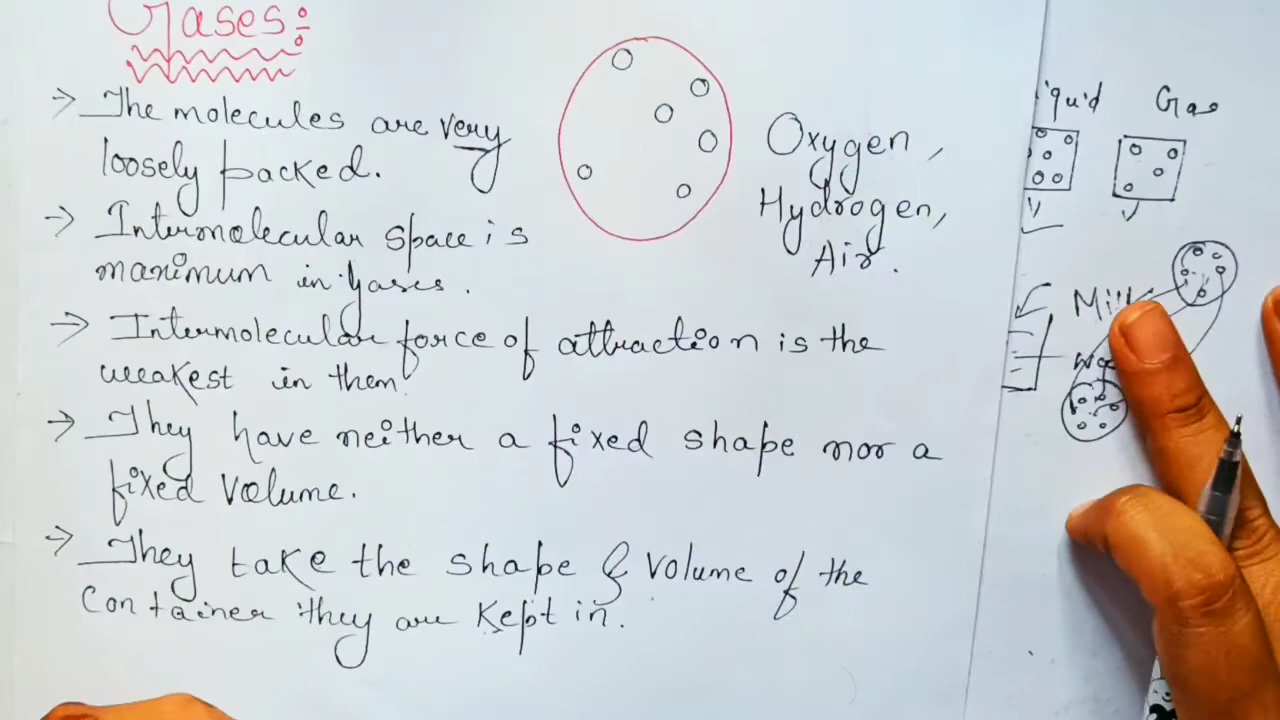 Gases:
→ The molecules are very
loosely packed.
→ Intermolecular space is
maximum in gases.
→ Intermolecular force of attraction is the
weakest in them
→ They have neither a fixed shape nor a
fixed volume.
→ They take the shape & volume of the
container they are kept in.
Oxygen,
Hydrogen,
Air.
Gas